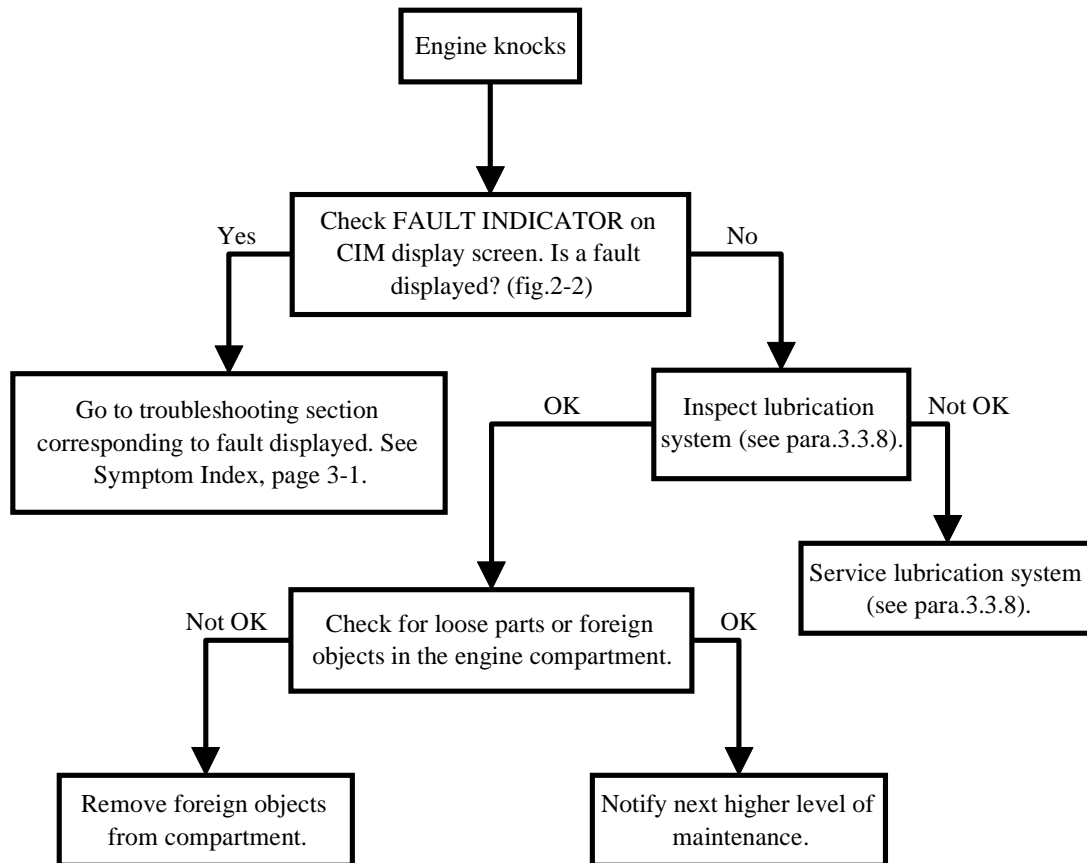 Engine knocks
Check FAULT INDICATOR on
CIM display screen. Is a fault
displayed? (fig.2-2)
Yes
No
Go to troubleshooting section
corresponding to fault displayed. See
Symptom Index, page 3-1.
Inspect lubrication
system (see para.3.3.8).
OK
Not OK
Service lubrication system
(see para.3.3.8).
Check for loose parts or foreign
objects in the engine compartment.
Not OK
OK
Remove foreign objects
from compartment.
Notify next higher level of
maintenance.